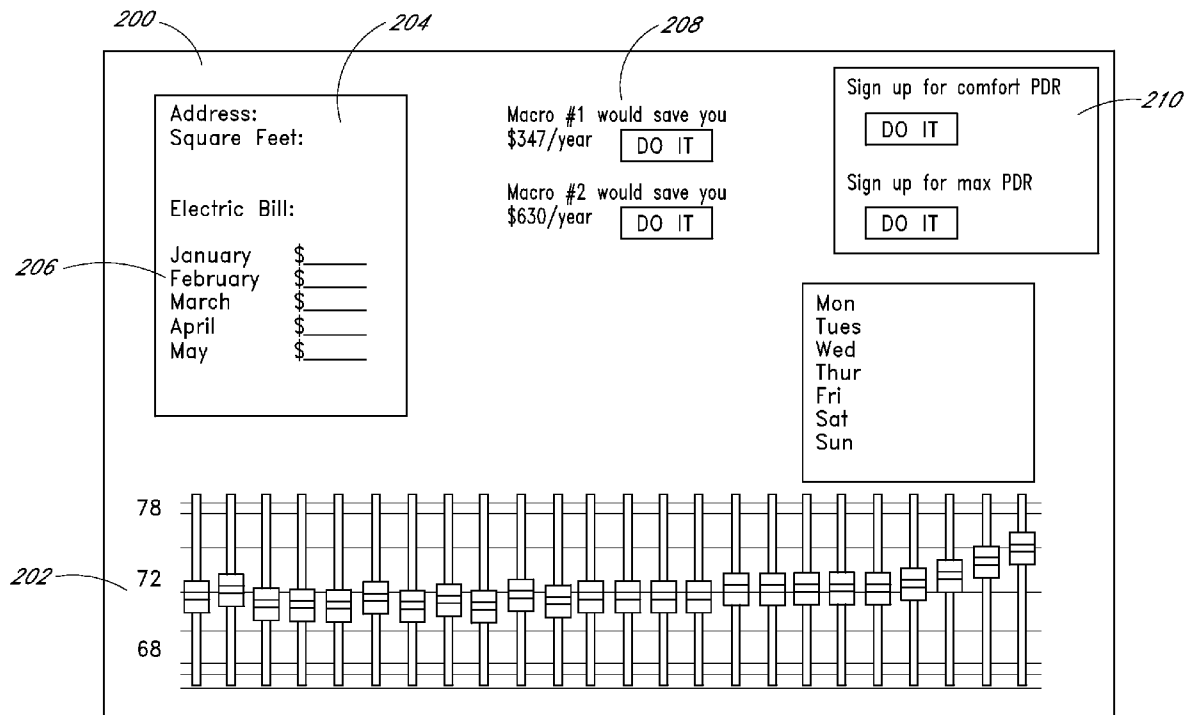 200
204
208
Address:
Square Feet:
Electric Bill:
206
January $
February $
March $
April $
May $
Macro #1 would save you
$347/year DO IT
Macro #2 would save you
$630/year DO IT
Sign up for comfort PDR
DO IT
210
Sign up for max PDR
DO IT
Mon
Tues
Wed
Thur
Fri
Sat
Sun
78
202
72
68